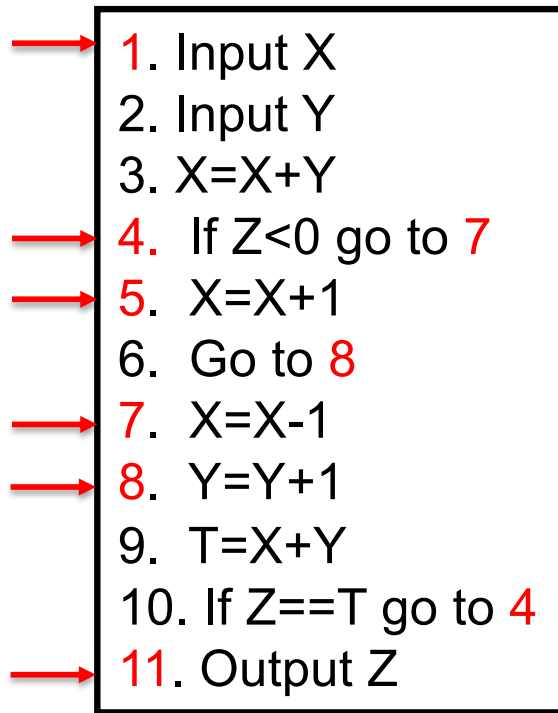 1. Input X
2. Input Y
3. X=X+Y
4. If Z<0 go to 7
5. X=X+1
6. Go to 8
7. X=X-1
8. Y=Y+1
9. T=X+Y
10. If Z==T go to 4
11. Output Z